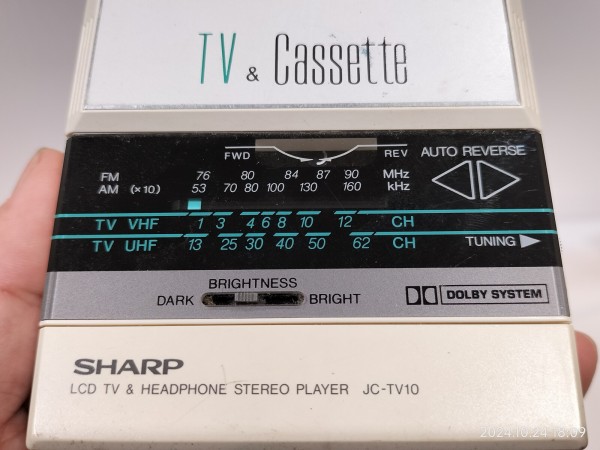 TV & Cassette
FWD REV AUTO REVERSE
FM 76 80 84 87 90 MHz
AM (×10) 53 70 80 100 130 160 kHz
TV VHF 1 3 4 6 8 10 12 CH
TV UHF 13 25 30 40 50 62 CH TUNING
BRIGHTNESS
DARK BRIGHT DOLBY SYSTEM
SHARP
LCD TV & HEADPHONE STEREO PLAYER JC-TV10
2024.10.24 18:09